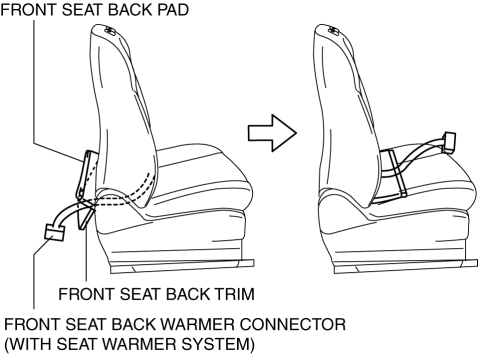 FRONT SEAT BACK PAD
FRONT SEAT BACK TRIM
FRONT SEAT BACK WARMER CONNECTOR
(WITH SEAT WARMER SYSTEM)